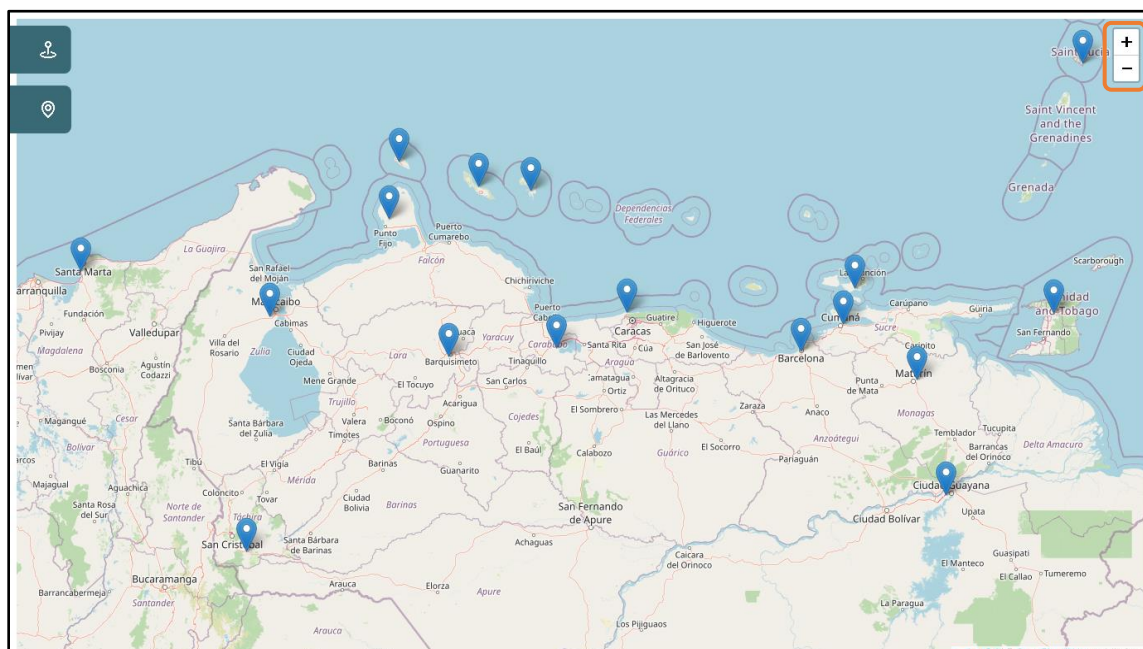 +
−
Saint Lucia
Saint Vincent
and the
Grenadines
Grenada
Dependencias
Federales
La Guajira
Punto
Fijo
Puerto
Cumarebo
Falcón
Santa Marta
San Rafael
del Moján
Chichiriviche
Scarborough
Fundación
Cabimas
Puerto
Caracas
Guatire
Higuerote
Carúpano
Güiria
Cumaná
Sucre
and Tobago
San Fernando
Pivijay
Magdalena
Valledupar
Villa del
Rosario
Zulia
Ciudad
Ojeda
Lara
Yaracuy
Barquisimeto
Carabobo
Tinaquillo
Santa Rita
Cúa
Aragua
San José
de Barlovento
Barcelona
Caripito
Bosconia
Agustín
Codazzi
Mene Grande
El Tocuyo
San Carlos
Ortiz
Altagracia
de Orituco
Punta
de Mata
Maturín
Trujillo
Acarigua
Magangué
Cesar
Santa Bárbara
del Zulia
Valera
Timotes
Boconó
Ospino
Cojedes
El Sombrero
Las Mercedes
del Llano
Zaraza
Anaco
Monagas
Bolívar
Portuguesa
El Baúl
Calabozo
Guárico
El Socorro
Anzoátegui
Temblador
Tucupita
Barrancas
del Orinoco
Delta Amacuro
Tibú
El Vigía
Mérida
Barinas
Guanarito
Pariaguán
Majagual
Aguachica
Coloncito
Tovar
Ciudad Guayana
Santa Rosa
del Sur
Norte de
Santander
Táchira
Ciudad
Bolivia
Barinas
San Fernando
de Apure
Ciudad Bolívar
Upata
San Cristóbal
Santa Bárbara
de Barinas
Achaguas
Caicara
del Orinoco
El Manteco
Guasipati
El Callao
Tumeremo
Bucaramanga
Barrancabermeja
Santander
Arauca
Elorza
Apure
La Paragua
Arauca
Los Pijiguaos